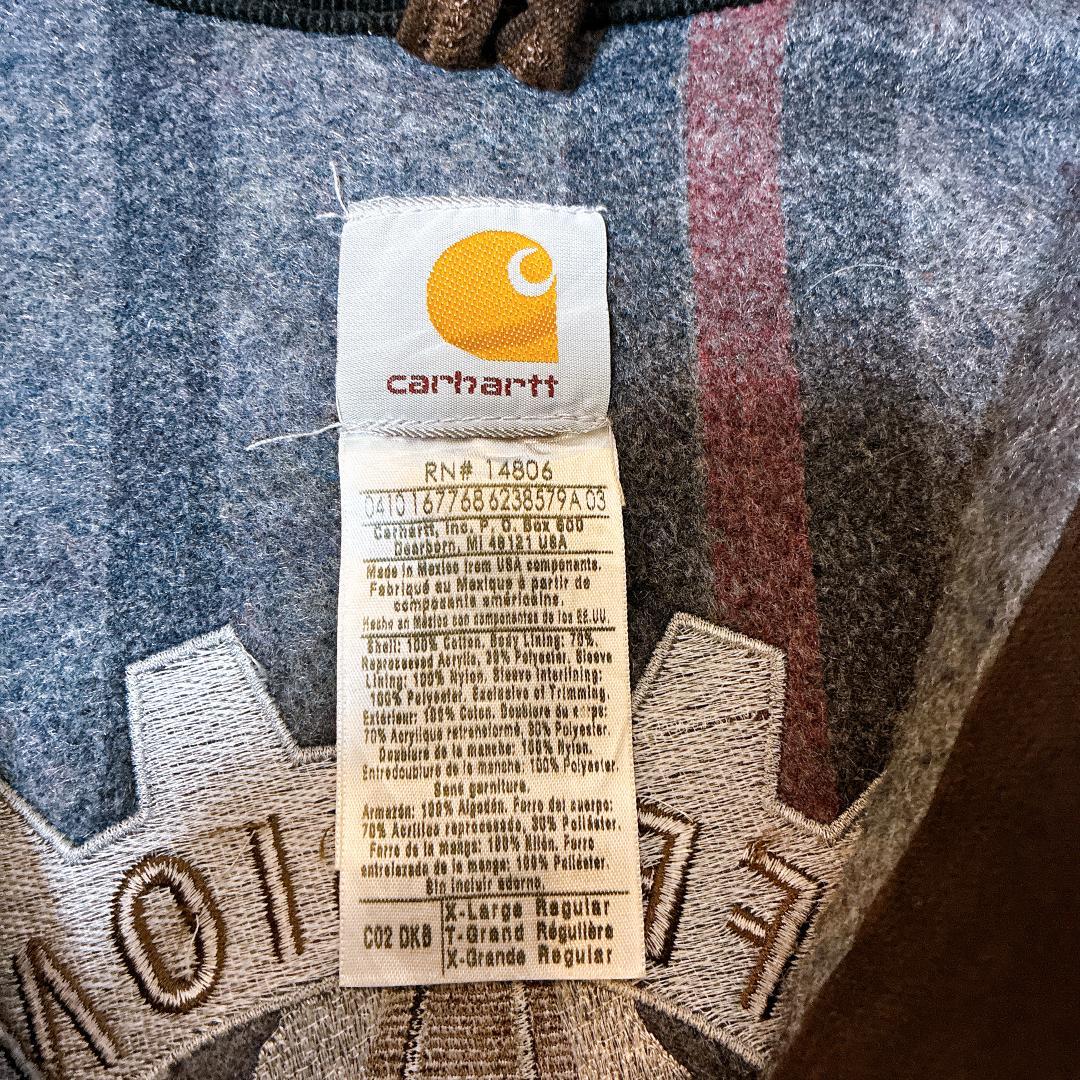 carhartt
RN# 14806
0410 167768 6238579A 03
Carhartt, Inc. P. O. Box 600
Dearborn, MI 48121 USA
Made in Mexico from USA components.
Fabriqué au Mexique à partir de
composants américains.
Hecho en México con componentes de los EE.UU.
Shell: 100% Cotton. Body Lining: 70%
Reprocessed Acrylic, 30% Polyester. Sleeve
Lining: 100% Nylon. Sleeve Interlining:
100% Polyester. Exclusive of Trimming.
Extérieur: 100% Coton. Doublure du corps:
70% Acrylique retransformé, 30% Polyester.
Doublure de la manche: 100% Nylon.
Entredoublure de la manche: 100% Polyester.
Sans garniture.
Armazón: 100% Algodón. Forro del cuerpo:
70% Acrílico reprocesado, 30% Poliéster.
Forro de la manga: 100% Nilón. Forro
entrelazado de la manga: 100% Poliéster.
Sin incluir adorno.
C02 DKB
X-Large Regular
T-Grand Régulière
X-Grande Regular